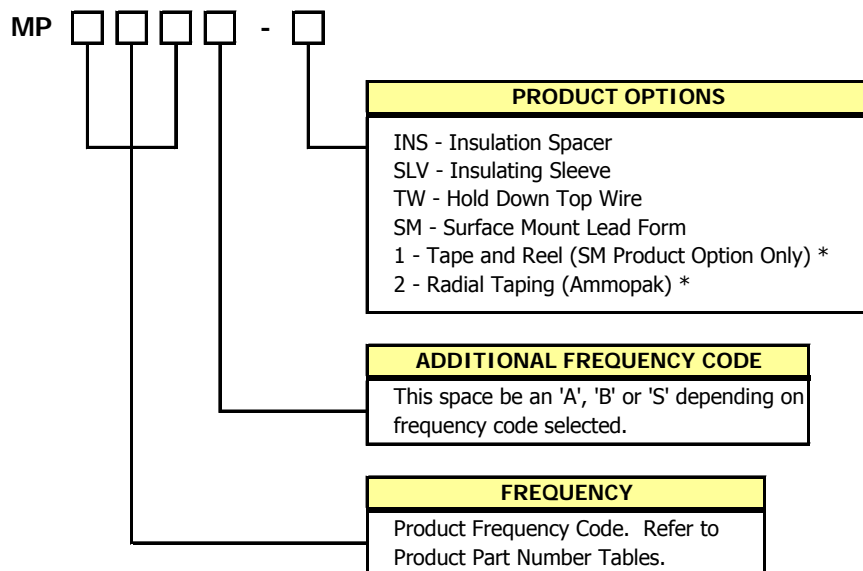 MP -
PRODUCT OPTIONS
INS - Insulation Spacer
SLV - Insulating Sleeve
TW - Hold Down Top Wire
SM - Surface Mount Lead Form
1 - Tape and Reel (SM Product Option Only) *
2 - Radial Taping (Ammopak) *
ADDITIONAL FREQUENCY CODE
This space be an 'A', 'B' or 'S' depending on
frequency code selected.
FREQUENCY
Product Frequency Code. Refer to
Product Part Number Tables.